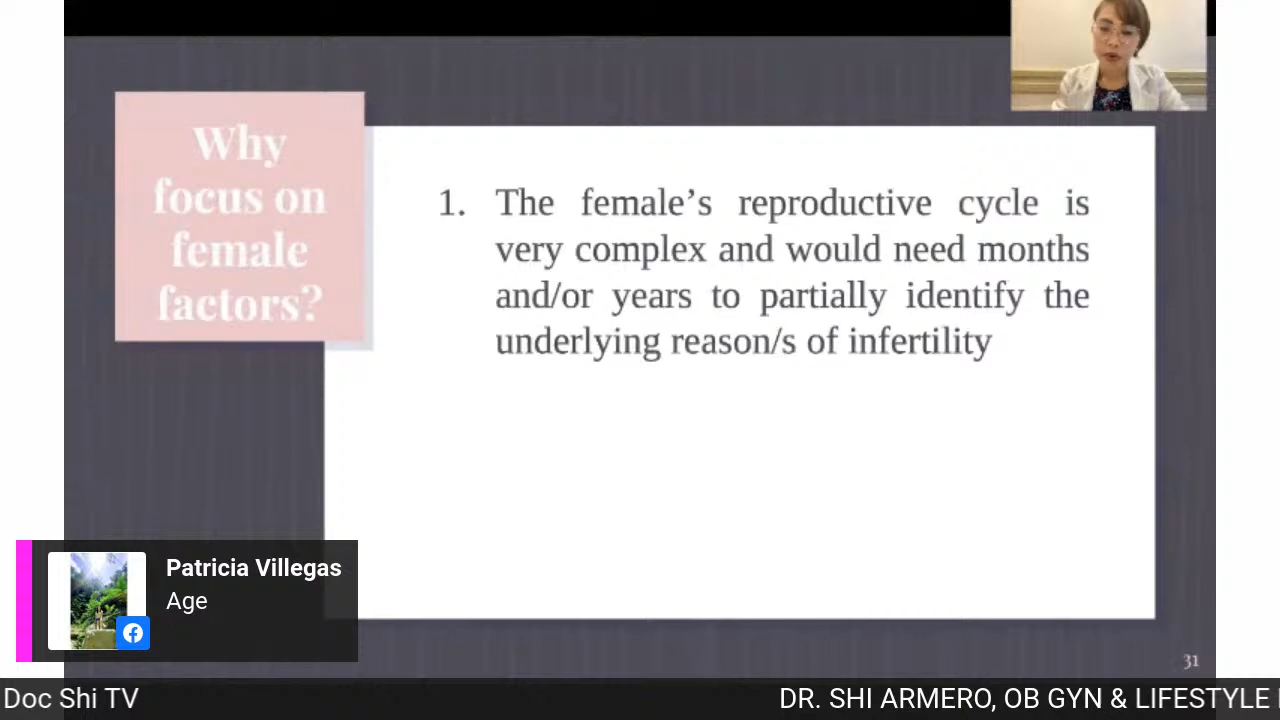 Why
focus on
female
factors?
1. The female’s reproductive cycle is
very complex and would need months
and/or years to partially identify the
underlying reason/s of infertility
Patricia Villegas
Age
31
Doc Shi TV
DR. SHI ARMERO, OB GYN & LIFESTYLE